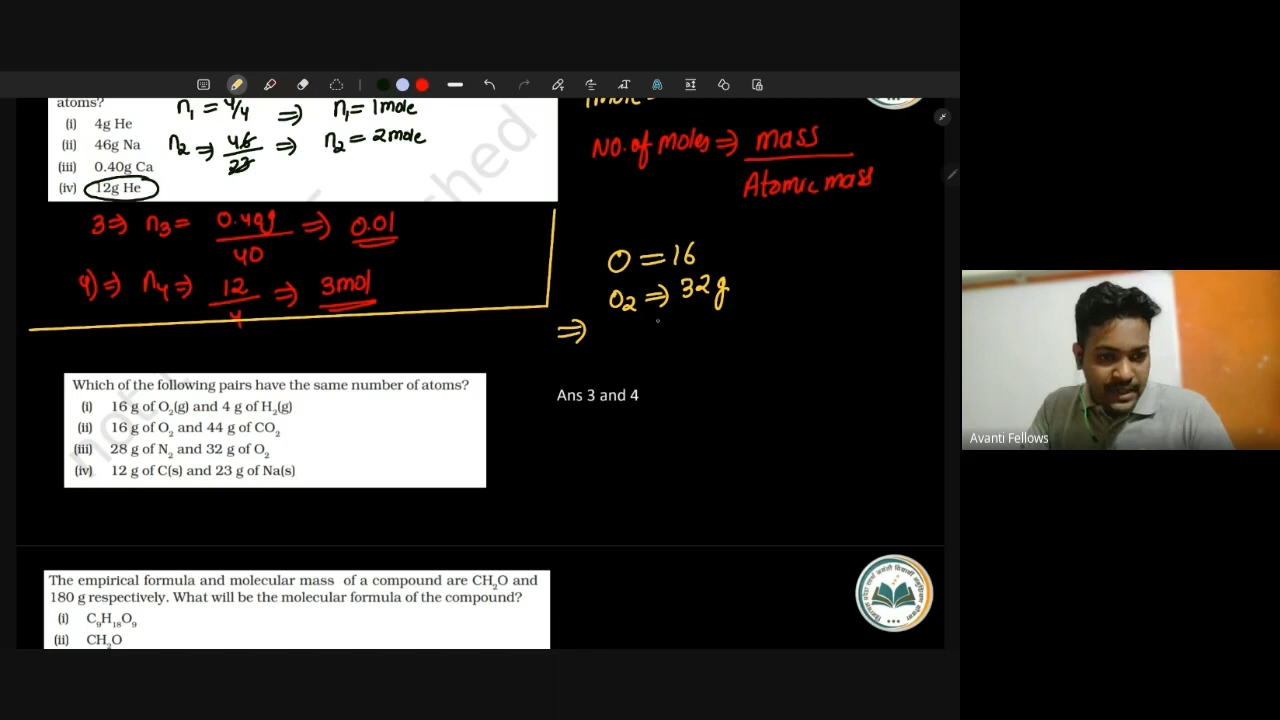 atoms?
(i) 4g He
(ii) 46g Na
(iii) 0.40g Ca
(iv) 12g He
n₁ = 4/4 ⇒ n₁ = 1mole
n₂ ⇒ 46/23 ⇒ n₂ = 2mole
No. of moles ⇒ mass / Atomic mass
3⇒ n₃ = 0.40g / 40 ⇒ 0.01
4)⇒ n₄ ⇒ 12 / 4 ⇒ 3mol
O = 16
O₂ ⇒ 32g
⇒
Which of the following pairs have the same number of atoms?
(i) 16 g of O₂(g) and 4 g of H₂(g)
(ii) 16 g of O₂ and 44 g of CO₂
(iii) 28 g of N₂ and 32 g of O₂
(iv) 12 g of C(s) and 23 g of Na(s)
Ans 3 and 4
The empirical formula and molecular mass of a compound are CH₂O and
180 g respectively. What will be the molecular formula of the compound?
(i) C₉H₁₈O₉
(ii) CH₂O
Avanti Fellows